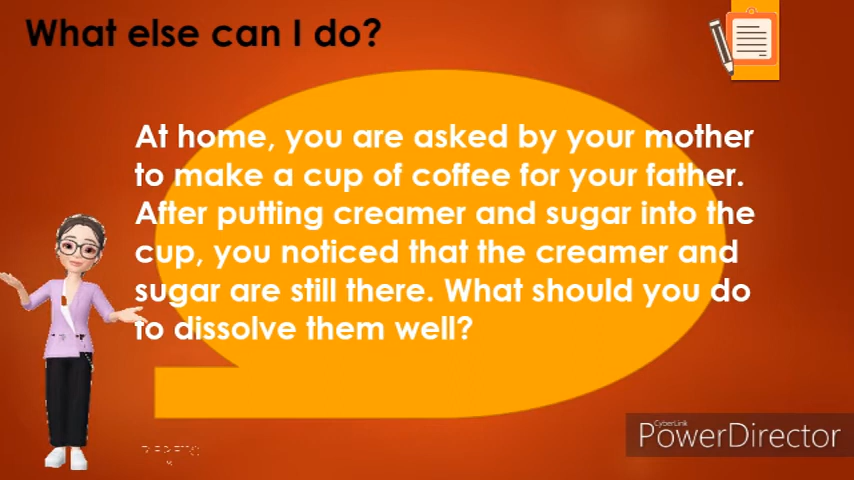 What else can I do?
At home, you are asked by your mother
to make a cup of coffee for your father.
After putting creamer and sugar into the
cup, you noticed that the creamer and
sugar are still there. What should you do
to dissolve them well?
CyberLink
PowerDirector